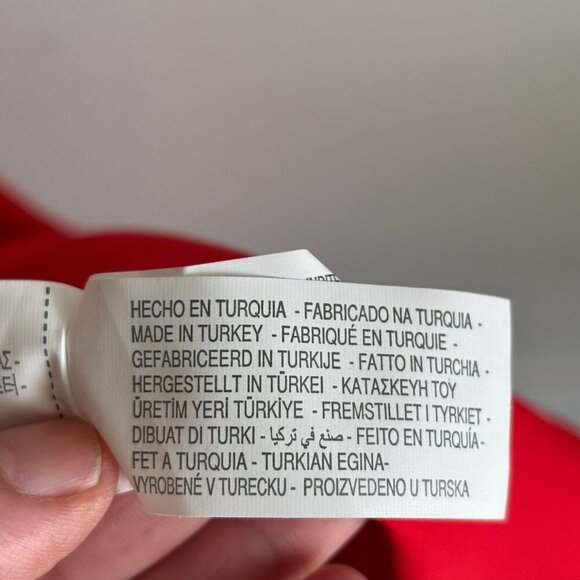 HECHO EN TURQUIA - FABRICADO NA TURQUIA -
MADE IN TURKEY - FABRIQUÉ EN TURQUIE -
GEFABRICEERD IN TURKIJE - FATTO IN TURCHIA -
HERGESTELLT IN TÜRKEI - ΚΑΤΑΣΚΕΥΗ ΤΟΥ
ÜRETİM YERİ TÜRKİYE - FREMSTILLET I TYRKIET -
DIBUAT DI TURKI - صنع في تركيا - FEITO EN TURQUÍA-
FET A TURQUIA - TURKIAN EGINA-
VYROBENÉ V TURECKU - PROIZVEDENO U TURSKA